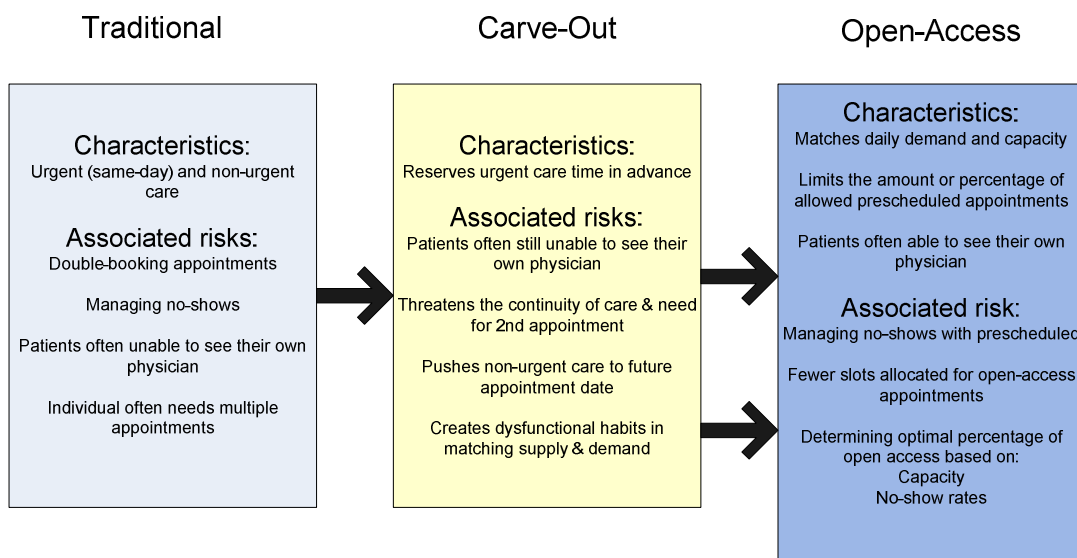 Traditional
Carve-Out
Open-Access
Characteristics:
Urgent (same-day) and non-urgent
care
Associated risks:
Double-booking appointments
Managing no-shows
Patients often unable to see their own
physician
Individual often needs multiple
appointments
Characteristics:
Reserves urgent care time in advance
Associated risks:
Patients often still unable to see their
own physician
Threatens the continuity of care & need
for 2nd appointment
Pushes non-urgent care to future
appointment date
Creates dysfunctional habits in
matching supply & demand
Characteristics:
Matches daily demand and capacity
Limits the amount or percentage of
allowed prescheduled appointments
Patients often able to see their own
physician
Associated risk:
Managing no-shows with prescheduled
Fewer slots allocated for open-access
appointments
Determining optimal percentage of
open access based on:
Capacity
No-show rates